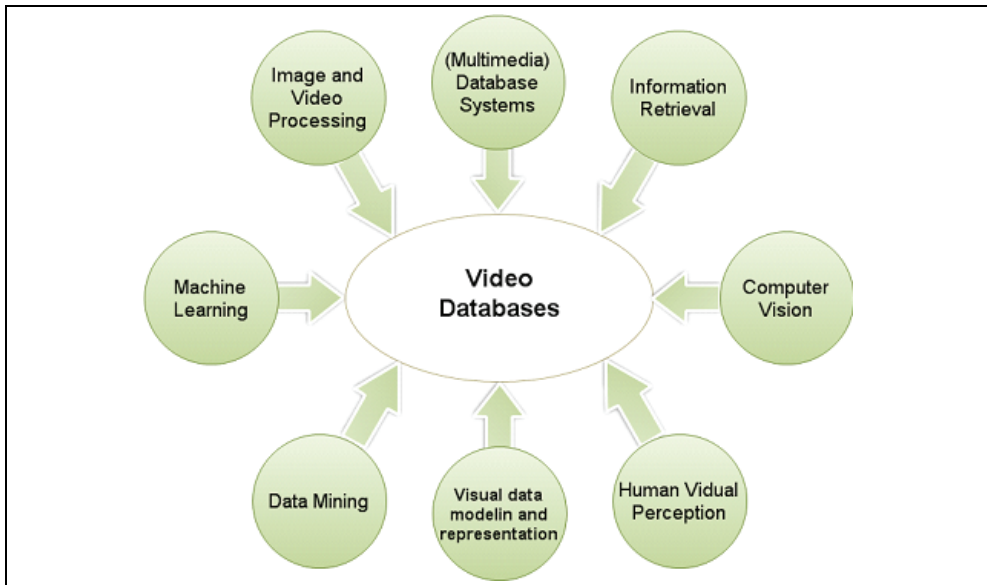 Image and
Video
Processing
(Multimedia)
Database
Systems
Information
Retrieval
Machine
Learning
Video
Databases
Computer
Vision
Data Mining
Visual data
modelin and
representation
Human Vidual
Perception